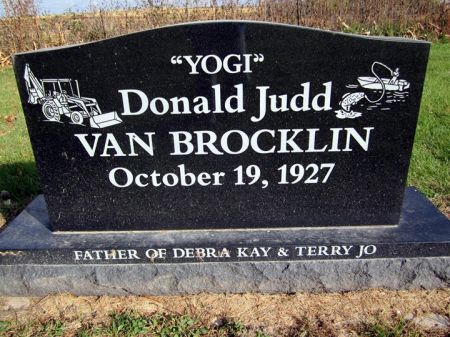 "YOGI"
Donald Judd
VAN BROCKLIN
October 19, 1927
FATHER OF DEBRA KAY & TERRY JO